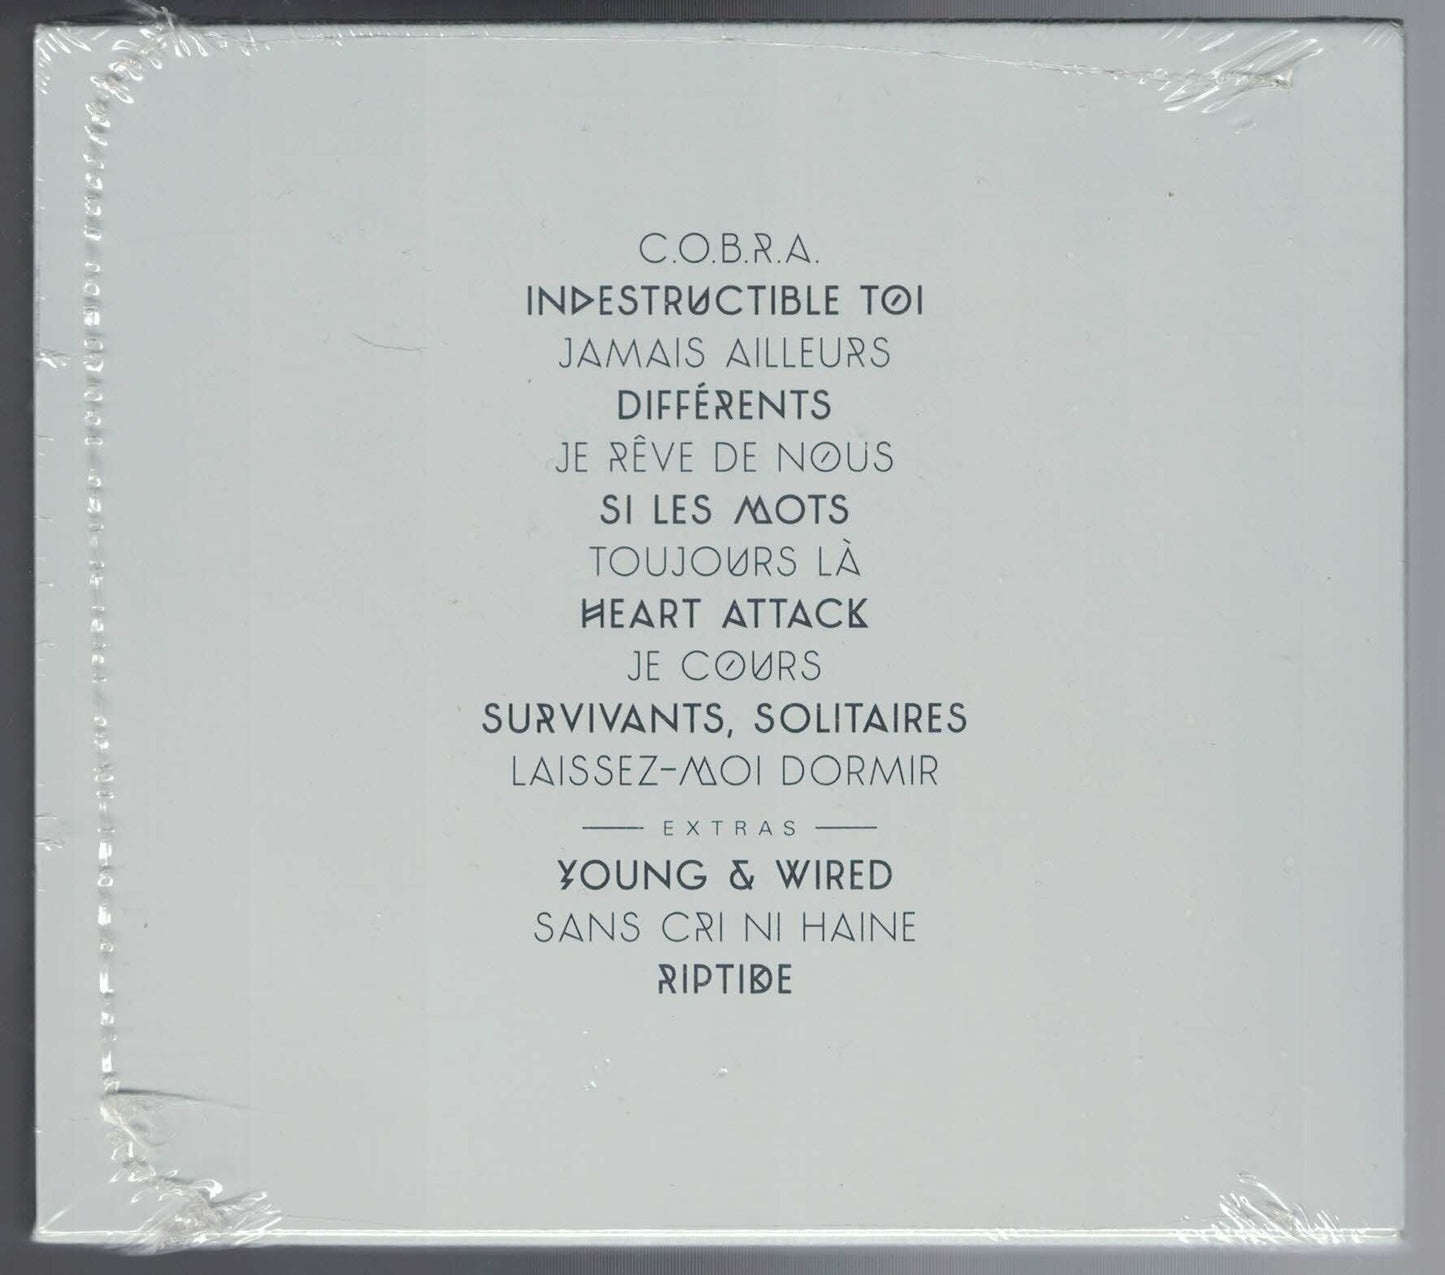 C.O.B.R.A.
INDESTRUCTIBLE TOI
JAMAIS AILLEURS
DIFFÉRENTS
JE RÊVE DE NOUS
SI LES MOTS
TOUJOURS LÀ
HEART ATTACK
JE COURS
SURVIVANTS, SOLITAIRES
LAISSEZ-MOI DORMIR
EXTRAS
YOUNG & WIRED
SANS CRI NI HAINE
RIPTIDE